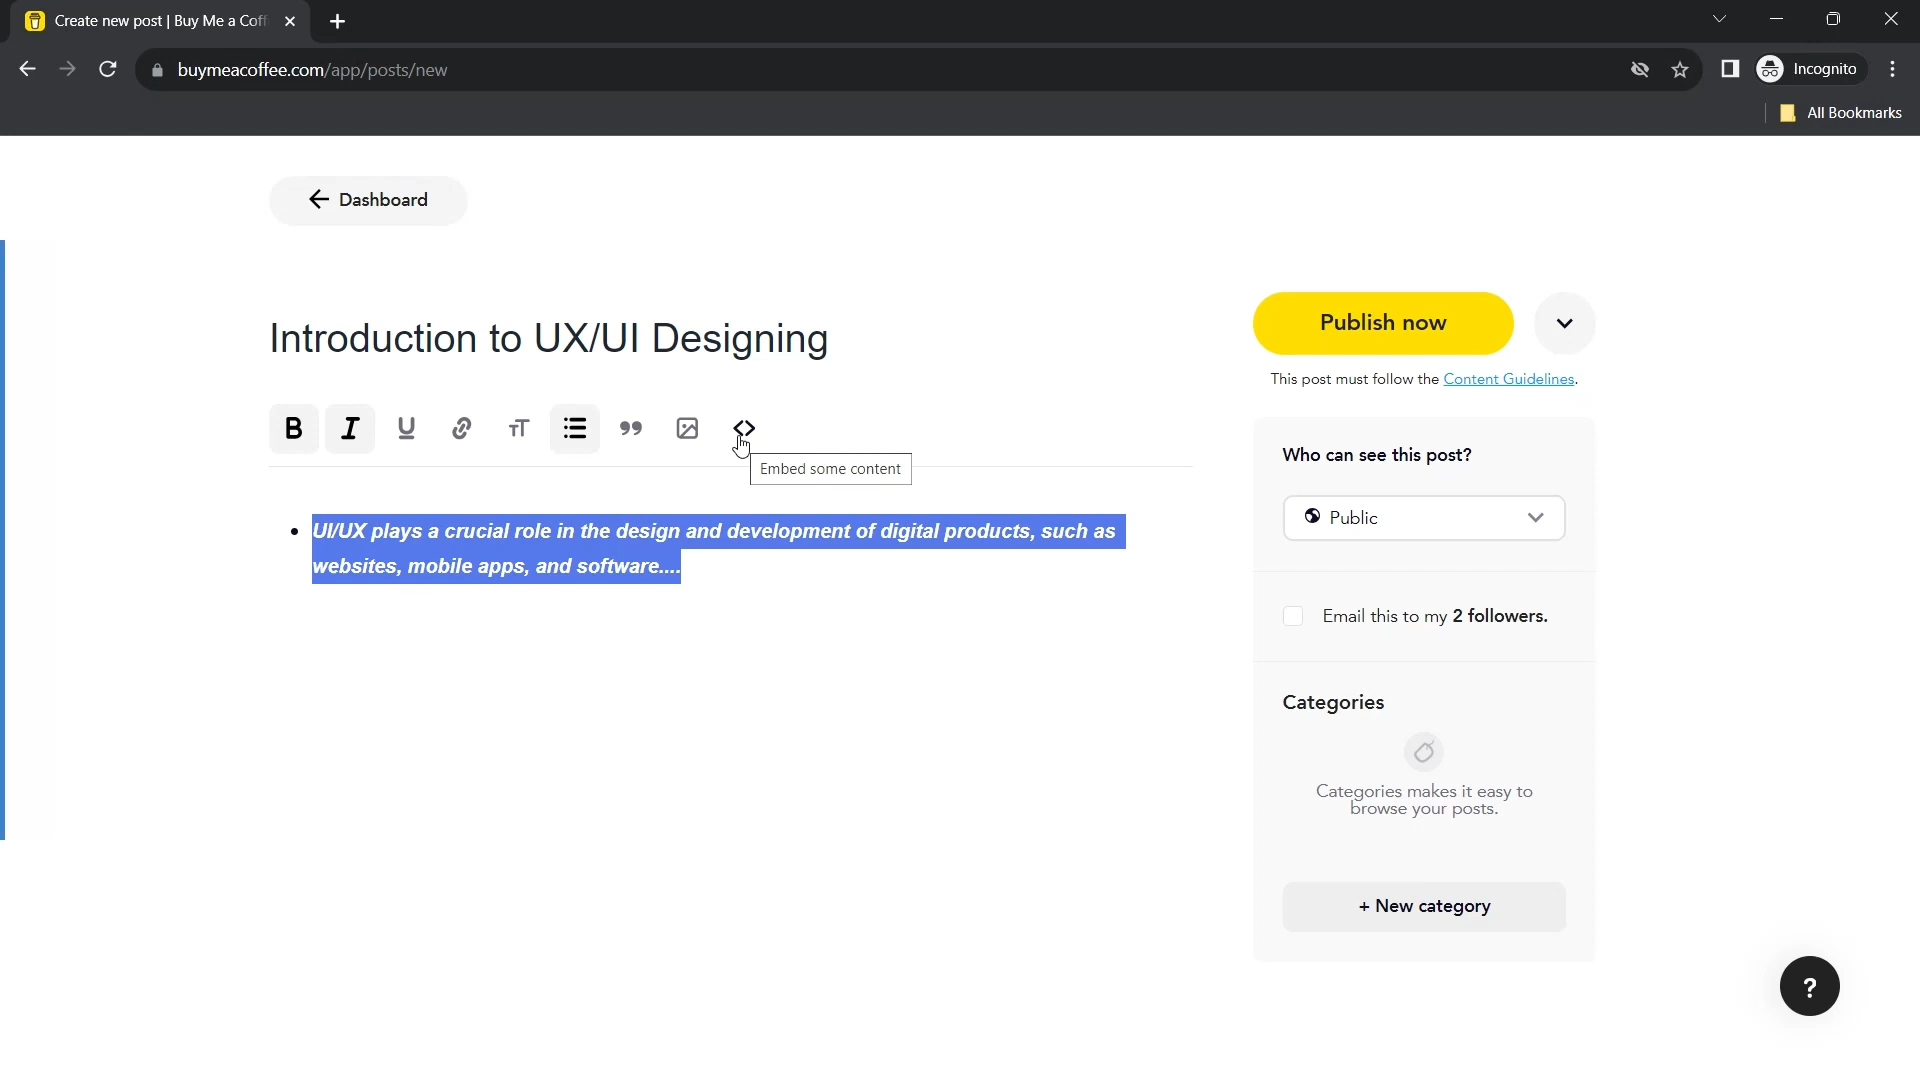 Create new post | Buy Me a Coff
buymeacoffee.com/app/posts/new
Incognito
All Bookmarks
Dashboard
Introduction to UX/UI Designing
Publish now
This post must follow the Content Guidelines.
B I U
Embed some content
Who can see this post?
UI/UX plays a crucial role in the design and development of digital products, such as
websites, mobile apps, and software....
Public
Email this to my 2 followers.
Categories
Categories makes it easy to
browse your posts.
+ New category
?